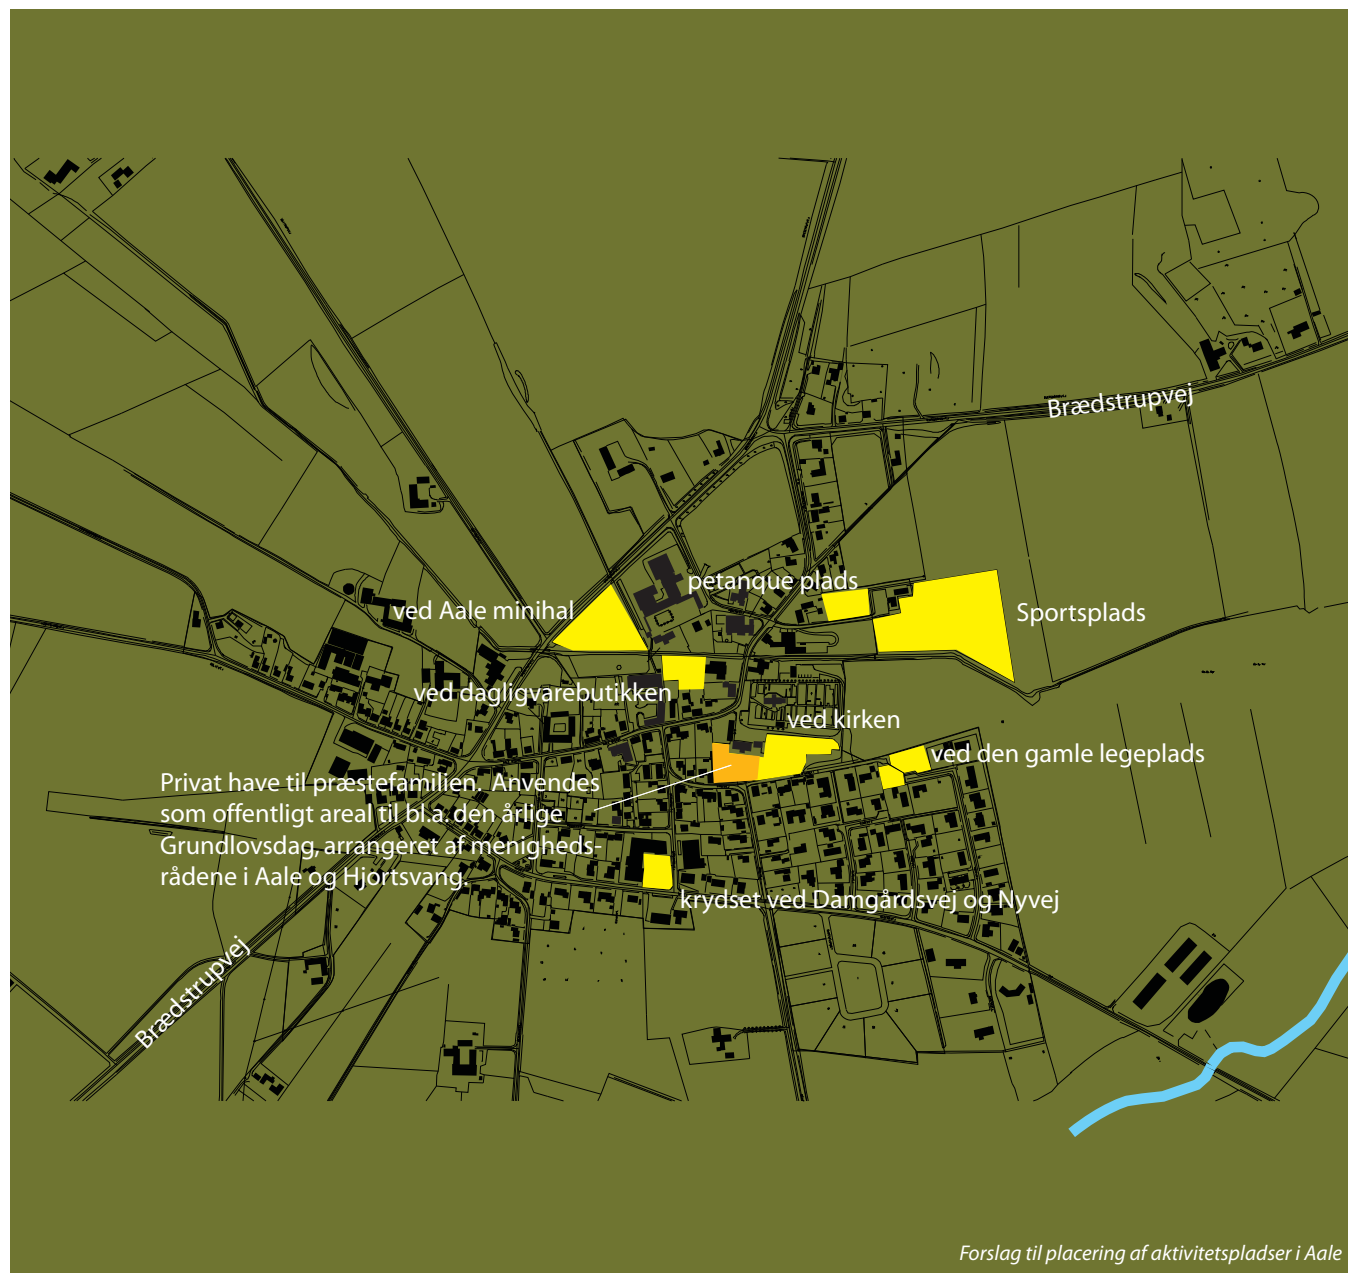 Brædstrupvej
petanque plads
ved Aale minihal
Sportsplads
ved dagligvarebutikken
ved kirken
ved den gamle legeplads
Privat have til præstefamilien. Anvendes
som offentligt areal til bl.a. den årlige
Grundlovsdag, arrangeret af menigheds-
rådene i Aale og Hjortsvang.
krydset ved Damgårdsvej og Nyvej
Brædstrupvej
Forslag til placering af aktivitetspladser i Aale